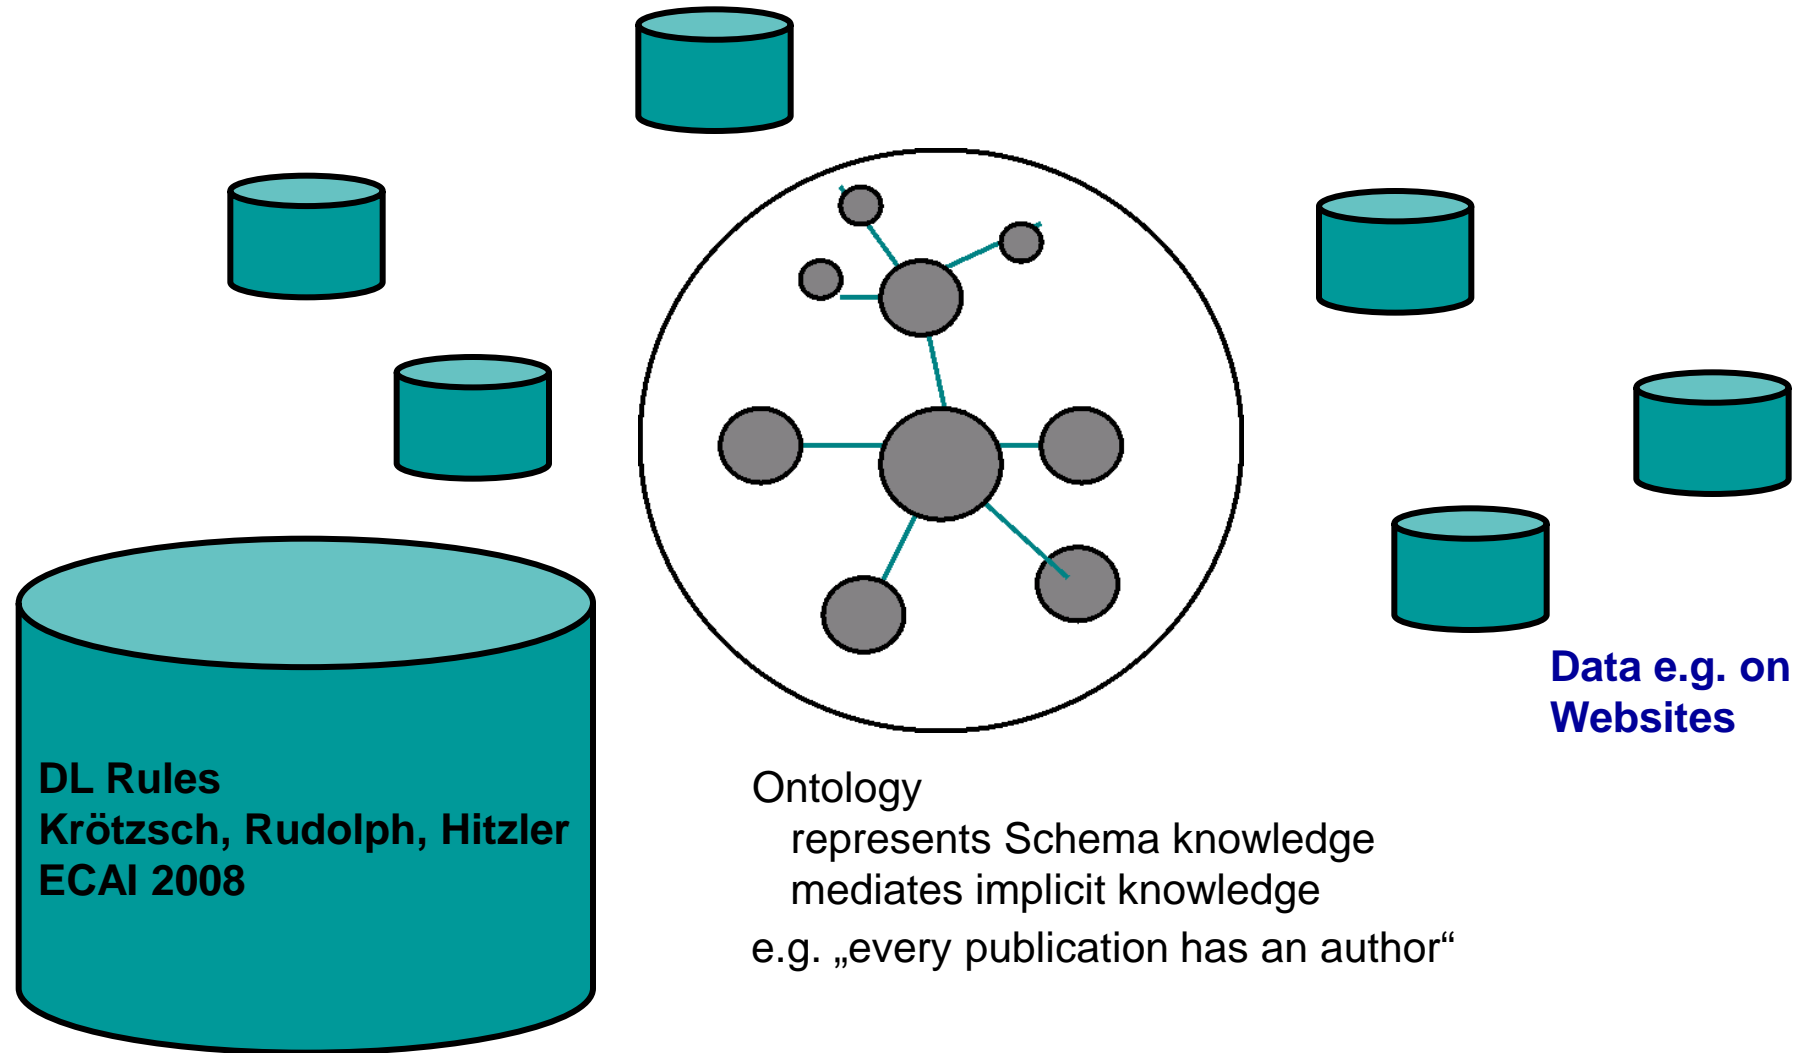 Data e.g. on
Websites
DL Rules
Krötzsch, Rudolph, Hitzler
ECAI 2008
Ontology
represents Schema knowledge
mediates implicit knowledge
e.g. „every publication has an author“